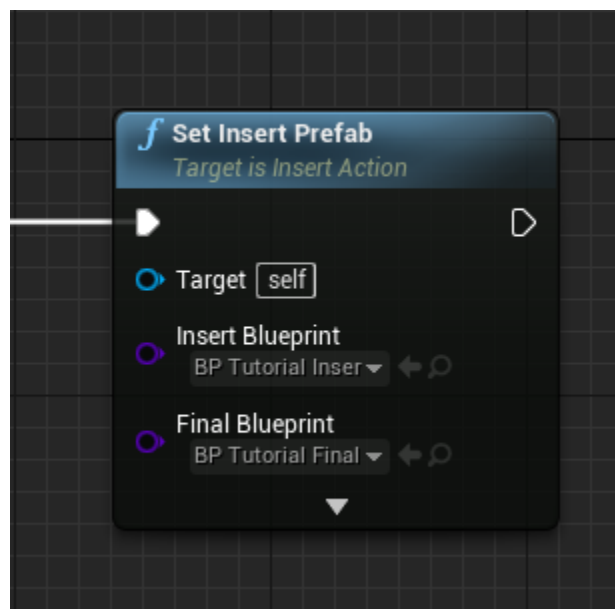 f Set Insert Prefab
Target is Insert Action
Target self
Insert Blueprint
BP Tutorial Inser
Final Blueprint
BP Tutorial Final